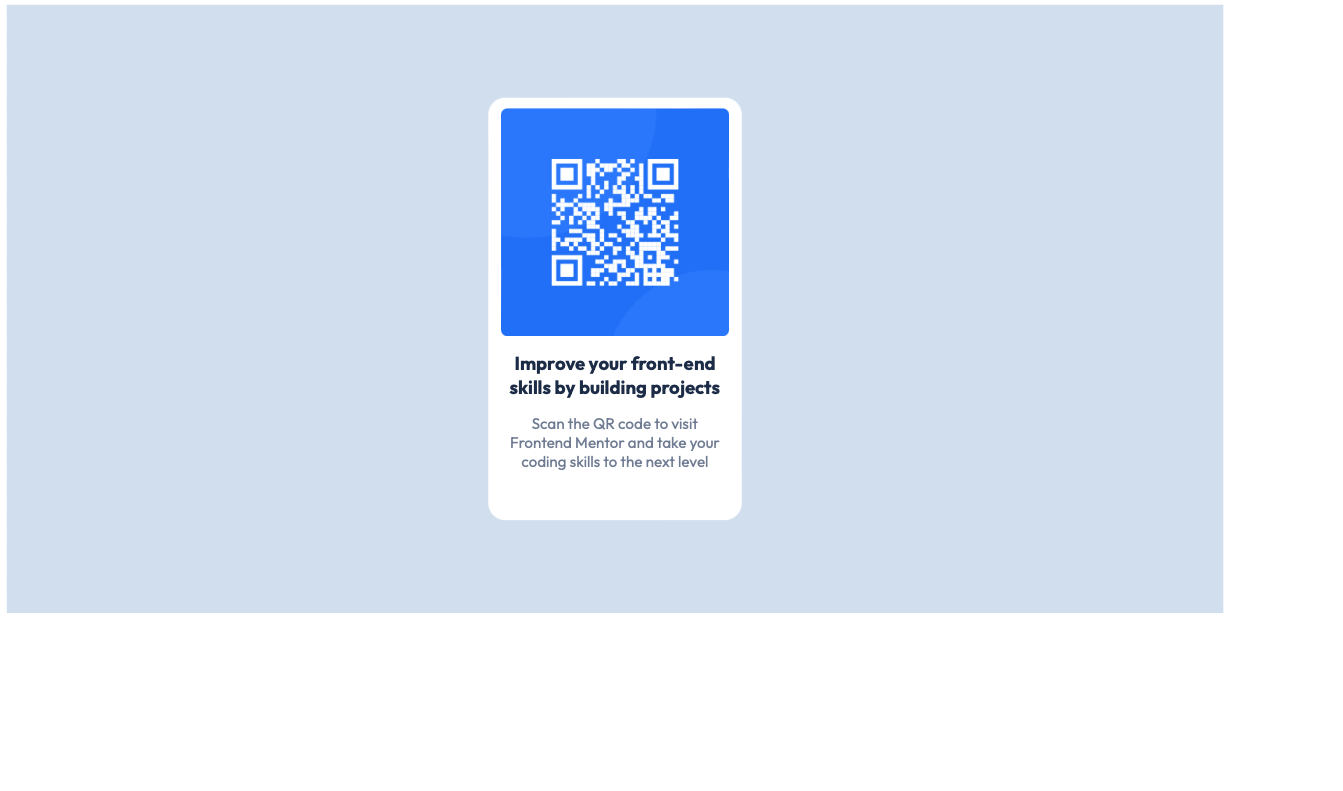 Improve your front-end
skills by building projects
Scan the QR code to visit
Frontend Mentor and take your
coding skills to the next level